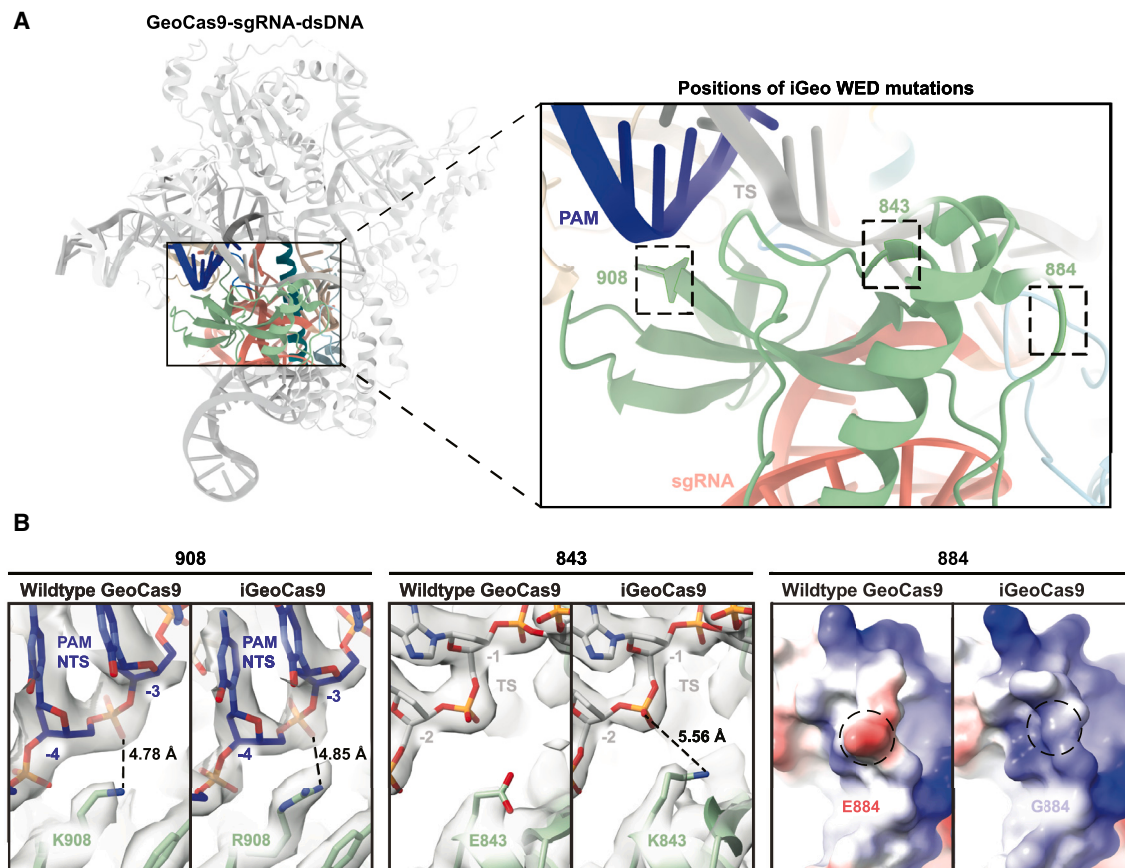 A
GeoCas9-sgRNA-dsDNA
Positions of iGeo WED mutations
PAM
TS
843
908
884
sgRNA
B
908
843
884
Wildtype GeoCas9
iGeoCas9
Wildtype GeoCas9
iGeoCas9
Wildtype GeoCas9
iGeoCas9
PAM
NTS
-3
-4
4.78 Å
K908
PAM
NTS
-3
-4
4.85 Å
R908
-1
TS
-2
E843
-1
TS
-2
5.56 Å
K843
E884
G884